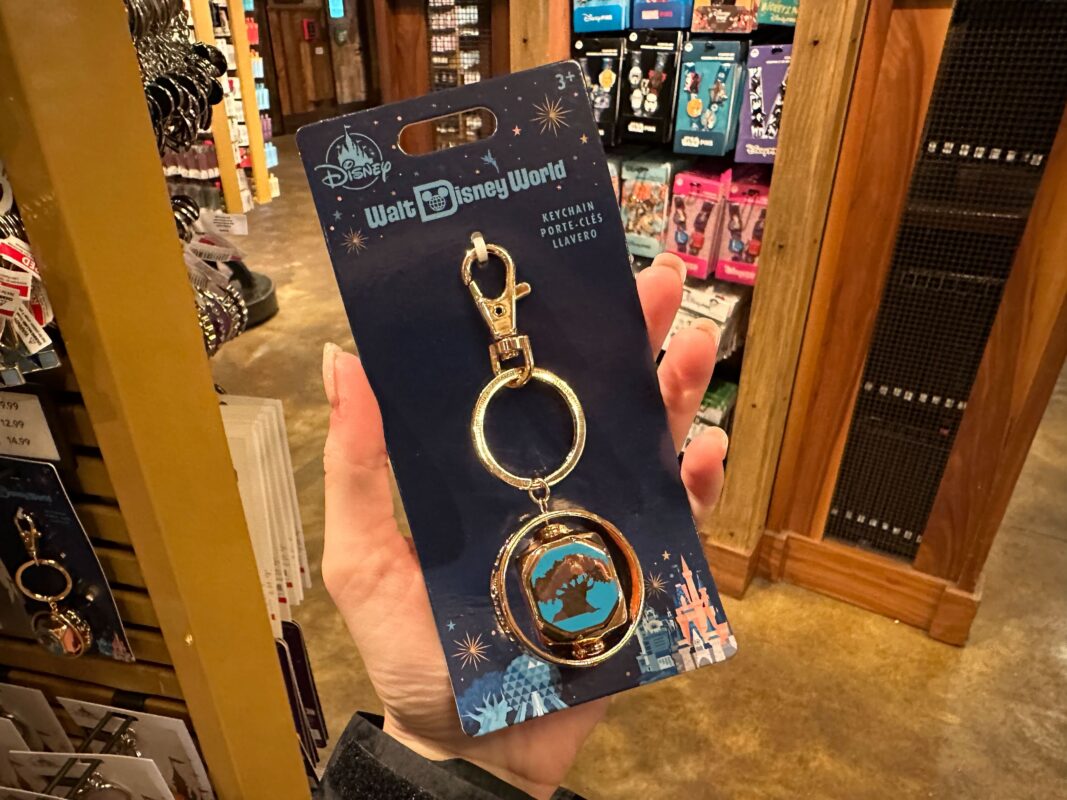 3+
Disney
Walt Disney World
KEYCHAIN
PORTE-CLÉS
LLAVERO
9.99
12.99
14.99